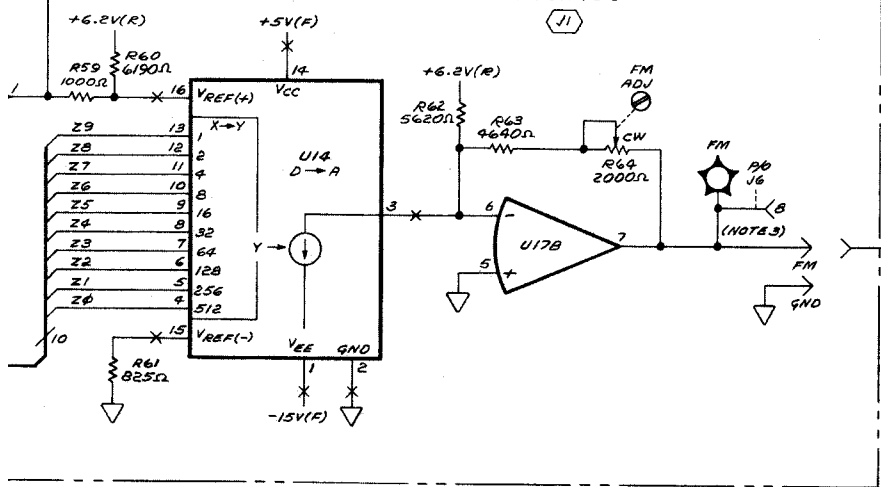 J1
+6.2V(R)
+5V(F)
R60
6190Ω
R59
1000Ω
14
VCC
16
VREF(+)
X→Y
U14
D→A
Z9 13 1
Z8 12 2
Z7 11 4
Z6 10 8
Z5 9 16
Z4 8 32
Z3 7 64
Z2 6 128
Z1 5 256
Z0 4 512
Y
3
10
15
VREF(-)
VEE
GND
R61
825Ω
1
2
-15V(F)
+6.2V(R)
R62
5620Ω
R63
4640Ω
FM
ADJ
CW
R64
2000Ω
6
-
U17B
7
5
+
FM
P/O
J6
8
(NOTE 3)
FM
GND